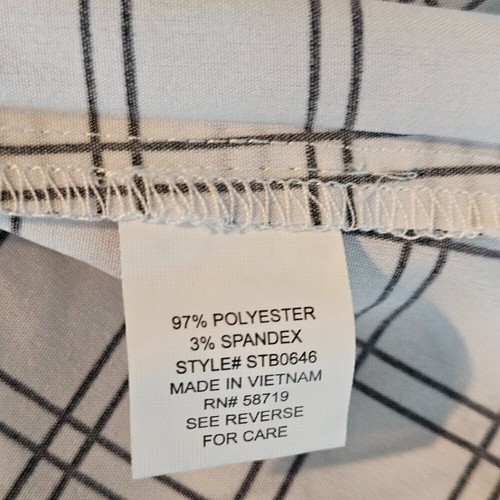 97% POLYESTER
3% SPANDEX
STYLE# STB0646
MADE IN VIETNAM
RN# 58719
SEE REVERSE
FOR CARE